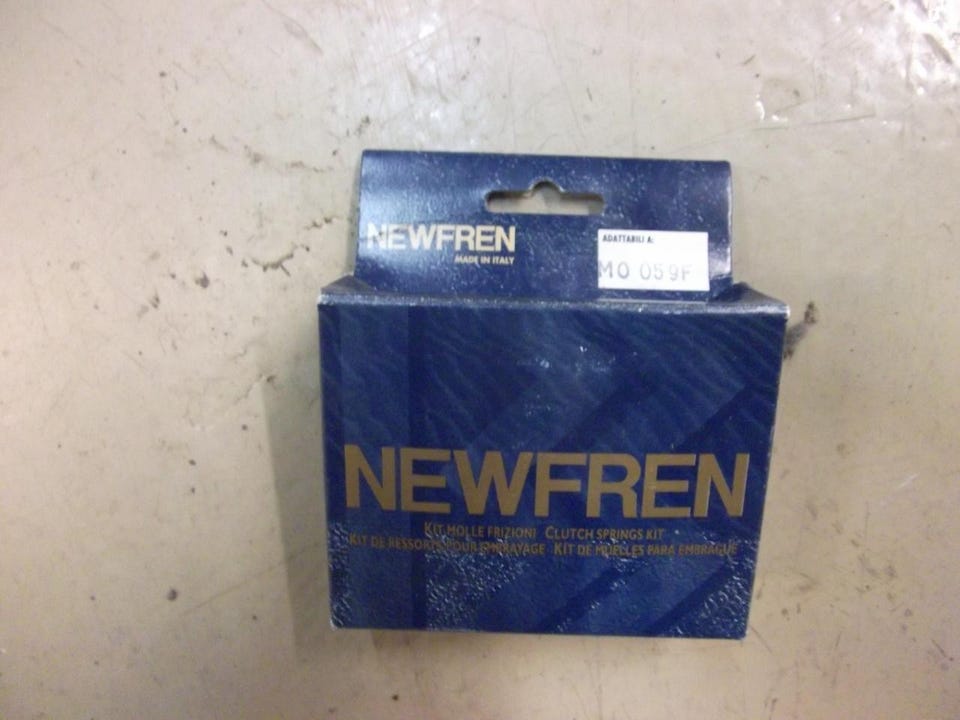 NEWFREN
MADE IN ITALY
ADATTABILI A:
MO 059F
NEWFREN
KIT MOLLE FRIZIONI CLUTCH SPRINGS KIT
KIT DE RESSORTS POUR EMBRAYAGE KIT DE MUELLES PARA EMBRAGUE